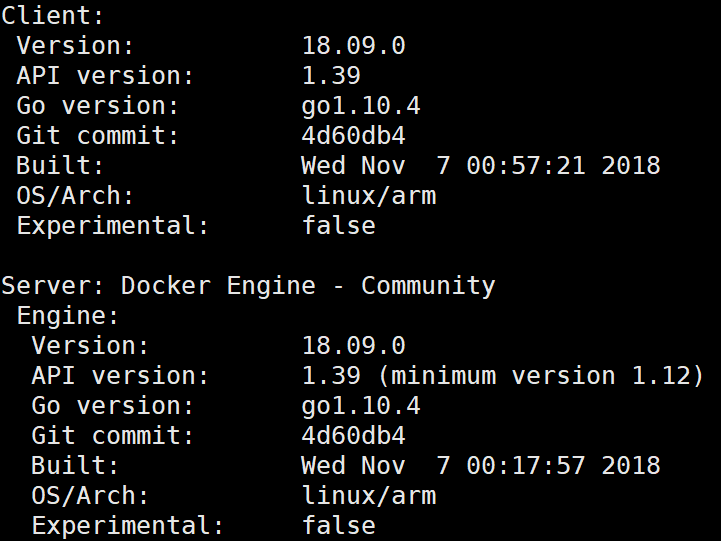 Client:
 Version:           18.09.0
 API version:       1.39
 Go version:        go1.10.4
 Git commit:        4d60db4
 Built:             Wed Nov  7 00:57:21 2018
 OS/Arch:           linux/arm
 Experimental:      false

Server: Docker Engine - Community
 Engine:
  Version:          18.09.0
  API version:      1.39 (minimum version 1.12)
  Go version:       go1.10.4
  Git commit:       4d60db4
  Built:            Wed Nov  7 00:17:57 2018
  OS/Arch:          linux/arm
  Experimental:     false